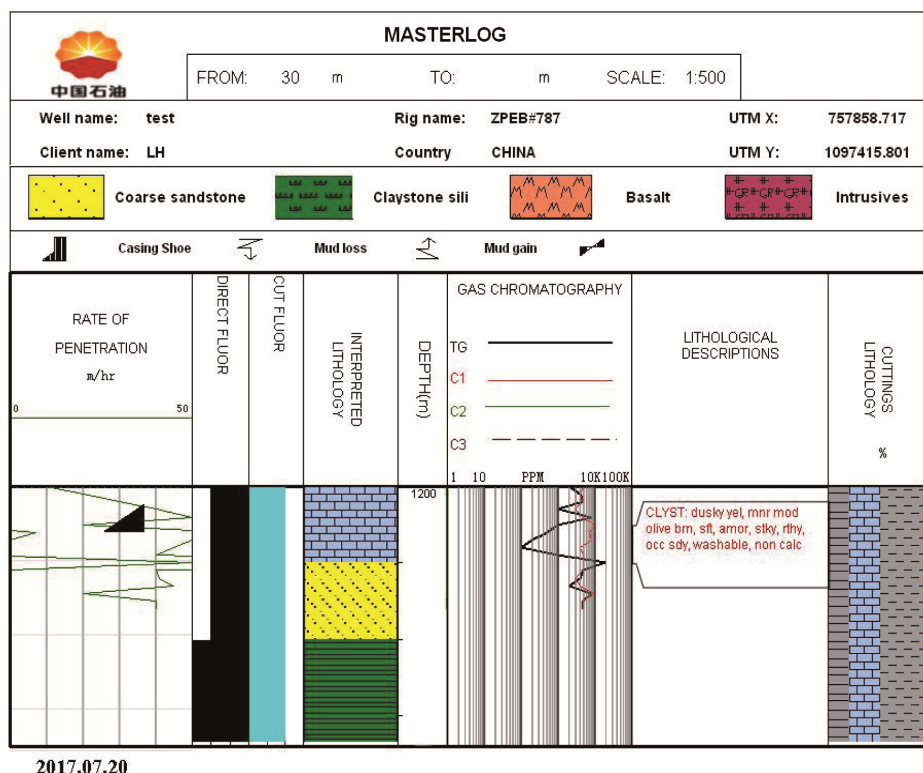 MASTERLOG
中国石油
FROM: 30 m TO: m SCALE: 1:500
Well name: test Rig name: ZPEB#787 UTM X: 757858.717
Client name: LH Country CHINA UTM Y: 1097415.801
Coarse sandstone Claystone sili Basalt Intrusives
Casing Shoe Mud loss Mud gain
RATE OF
PENETRATION
m/hr
0 50
DIRECT FLUOR
CUT FLUOR
INTERPRETED
LITHOLOGY
DEPTH(m)
GAS CHROMATOGRAPHY
TG
C1
C2
C3
1 10 PPM 10K100K
LITHOLOGICAL
DESCRIPTIONS
CUTTINGS
LITHOLOGY
%
1200
CLYST: dusky yel, mnr mod
olive brn, sft, amor, stky, rthy,
occ sdy, washable, non calc
2017.07.20